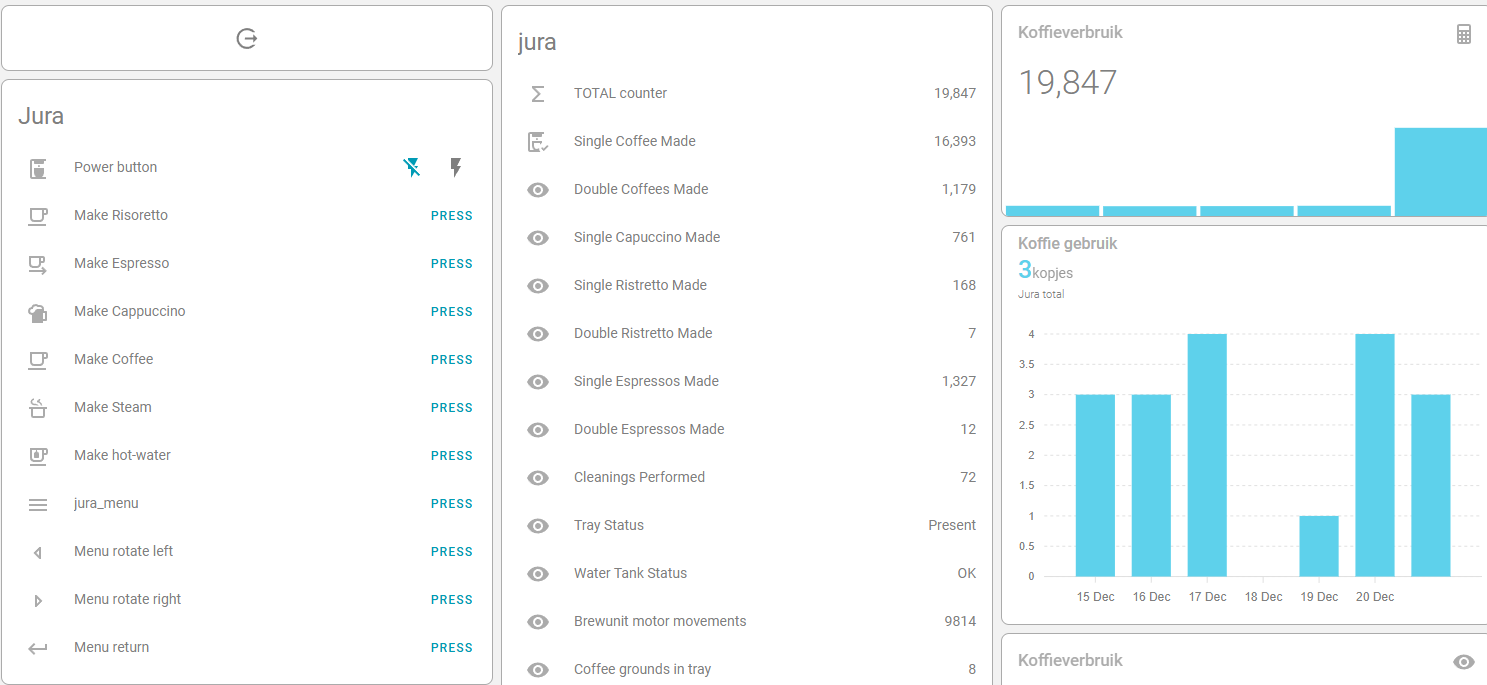 Jura
Power button
Make Risoretto PRESS
Make Espresso PRESS
Make Cappuccino PRESS
Make Coffee PRESS
Make Steam PRESS
Make hot-water PRESS
jura_menu PRESS
Menu rotate left PRESS
Menu rotate right PRESS
Menu return PRESS
jura
TOTAL counter 19,847
Single Coffee Made 16,393
Double Coffees Made 1,179
Single Capuccino Made 761
Single Ristretto Made 168
Double Ristretto Made 7
Single Espressos Made 1,327
Double Espressos Made 12
Cleanings Performed 72
Tray Status Present
Water Tank Status OK
Brewunit motor movements 9814
Coffee grounds in tray 8
Koffieverbruik
19,847
Koffie gebruik
3kopjes
Jura total
4
3.5
3
2.5
2
1.5
1
0.5
0
15 Dec 16 Dec 17 Dec 18 Dec 19 Dec 20 Dec
Koffieverbruik